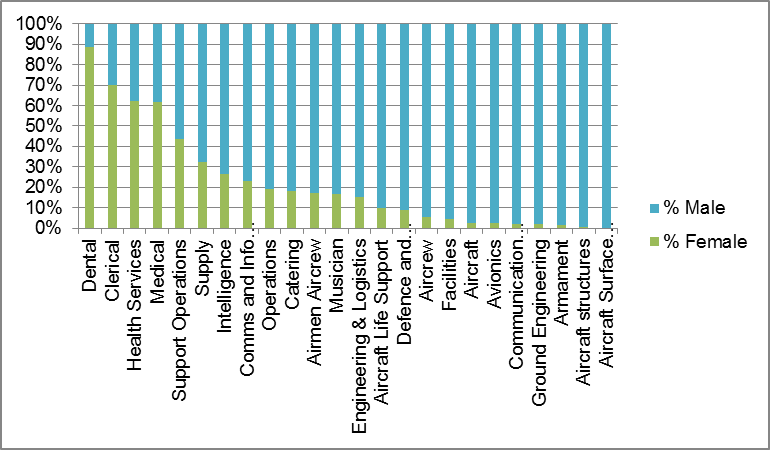 100%
90%
80%
70%
60%
50%
40%
30%
20%
10%
0%
Dental
Clerical
Health Services
Medical
Support Operations
Supply
Intelligence
Comms and Info…
Operations
Catering
Airmen Aircrew
Musician
Engineering & Logistics
Aircraft Life Support
Defence and…
Aircrew
Facilities
Aircraft
Avionics
Communication…
Ground Engineering
Armament
Aircraft structures
Aircraft Surface…
% Male
% Female